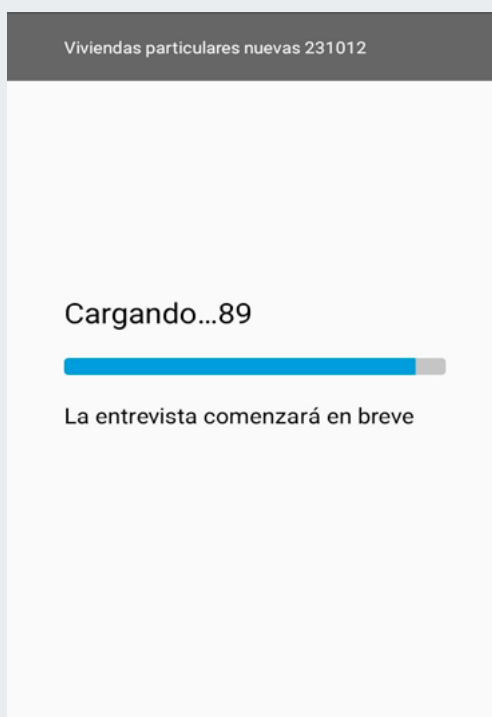 Viviendas particulares nuevas 231012
Cargando...89
La entrevista comenzará en breve